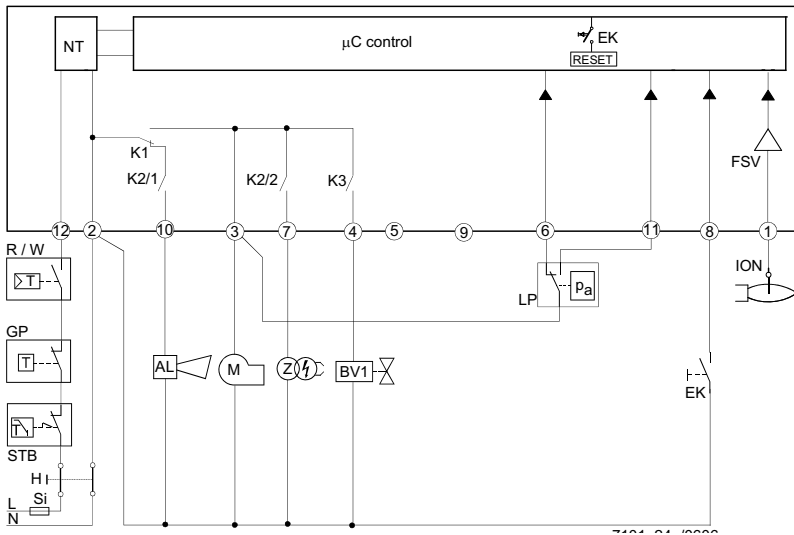 NT
µC control
EK
RESET
K1
K2/1
K2/2
K3
FSV
12
2
10
3
7
4
5
9
6
11
8
1
R / W
T
GP
T
STB
T
H
L
Si
N
AL
M
Z
BV1
LP
pa
EK
ION